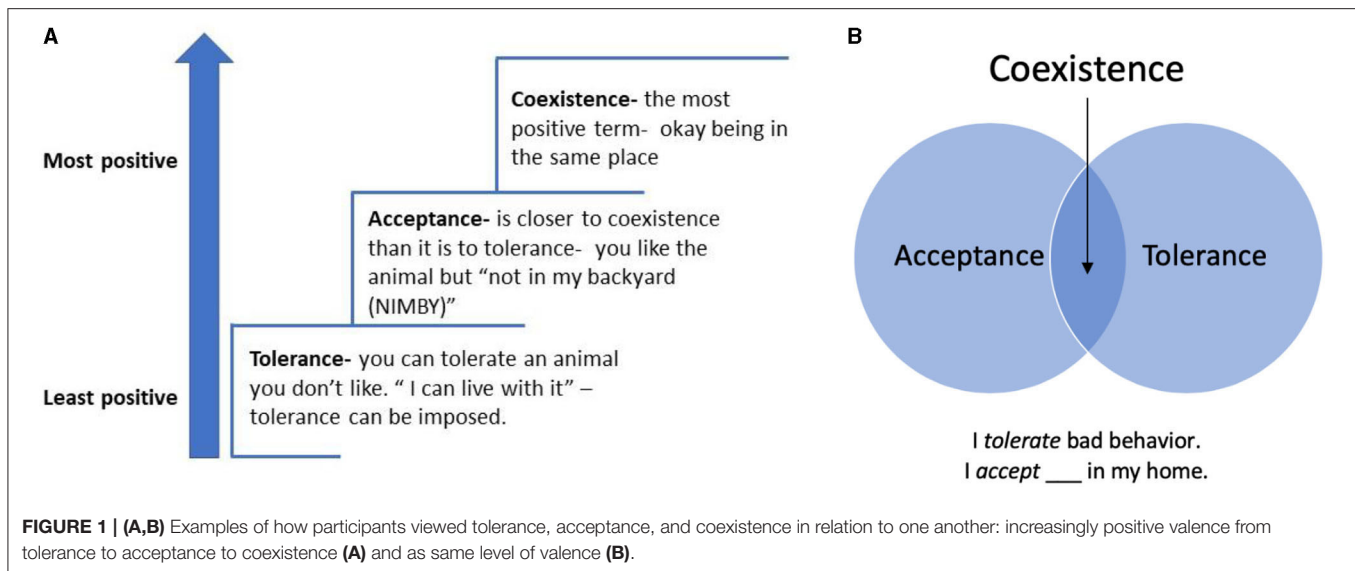 A
Most positive
Least positive
Coexistence- the most
positive term- okay being in
the same place
Acceptance- is closer to coexistence
than it is to tolerance- you like the
animal but “not in my backyard
(NIMBY)”
Tolerance- you can tolerate an animal
you don’t like. “ I can live with it” –
tolerance can be imposed.
B
Coexistence
Acceptance
Tolerance
I tolerate bad behavior.
I accept ___ in my home.
FIGURE 1 | (A,B) Examples of how participants viewed tolerance, acceptance, and coexistence in relation to one another: increasingly positive valence from
tolerance to acceptance to coexistence (A) and as same level of valence (B).